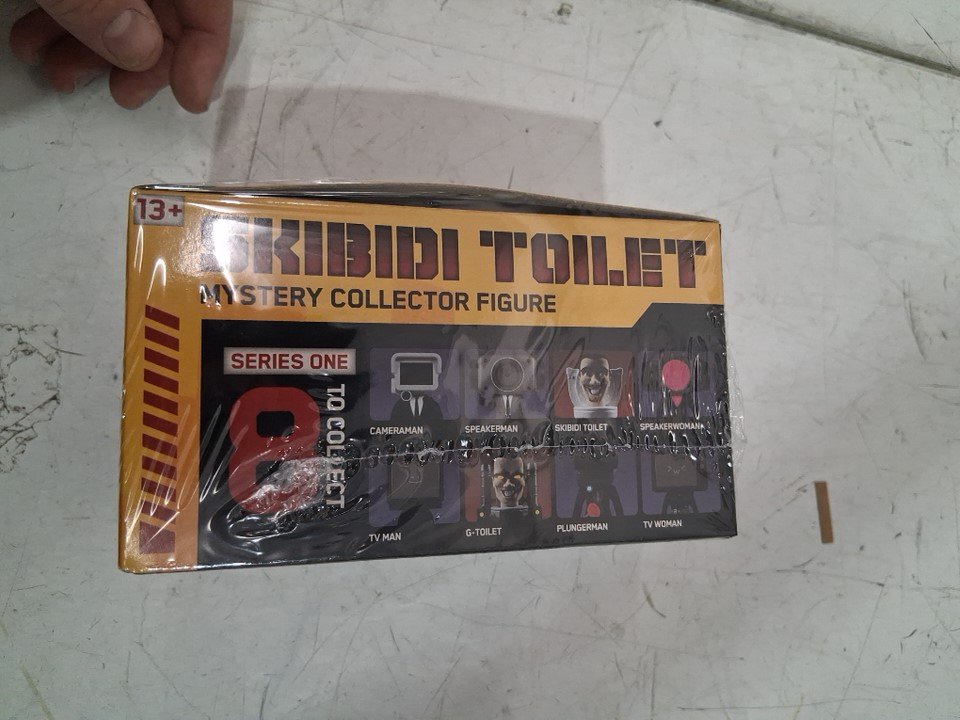 13+
SKIBIDI TOILET
MYSTERY COLLECTOR FIGURE
SERIES ONE
8
TO COLLECT
CAMERAMAN
SPEAKERMAN
SKIBIDI TOILET
SPEAKERWOMAN
TV MAN
G-TOILET
PLUNGERMAN
TV WOMAN